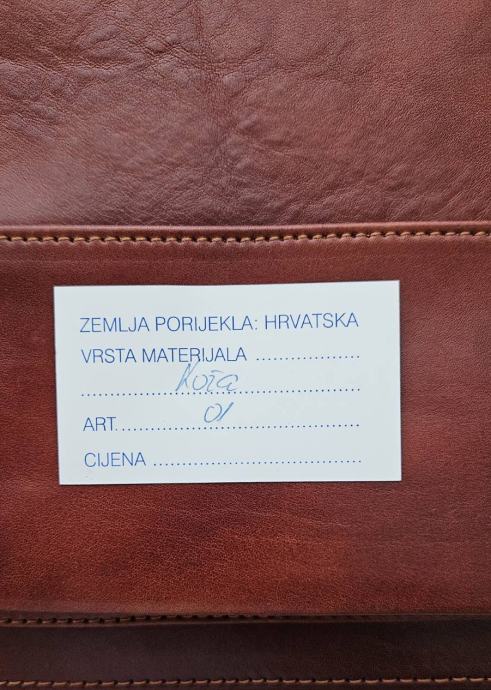 ZEMLJA PORIJEKLA: HRVATSKA
VRSTA MATERIJALA ..................
Koža
ART. 01
CIJENA ..................